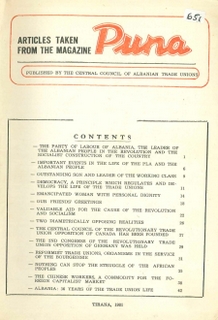 651
ARTICLES TAKEN
FROM THE MAGAZINE
Puna
(PUBLISHED BY THE CENTRAL COUNCIL OF ALBANIAN TRADE UNIONS)
CONTENTS
— THE PARTY OF LABOUR OF ALBANIA, THE LEADER OF
THE ALBANIAN PEOPLE IN THE REVOLUTION AND THE
SOCIALIST CONSTRUCTION OF THE COUNTRY 1
— IMPORTANT EVENTS IN THE LIFE OF THE PLA AND THE
ALBANIAN PEOPLE 6
— OUTSTANDING SON AND LEADER OF THE WORKING CLASS
— DEMOCRACY, A PRINCIPLE WHICH REGULATES AND DE-
VELOPS THE LIFE OF THE TRADE UNIONS
— EMANCIPATED WOMAN WITH PERSONAL DIGNITY
— OUR FRIENDS' GREETINGS
— VALUABLE AID FOR THE CAUSE OF THE REVOLUTION
AND SOCIALISM
— TWO DIAMETRICALLY OPPOSING REALITIES
— THE CENTRAL COUNCIL OF THE REVOLUTIONARY TRADE
UNION OPPOSITION OF CANADA HAS BEEN FOUNDED
— THE 2ND CONGRESS OF THE REVOLUTIONARY TRADE
UNION OPPOSITION OF GERMANY WAS HELD
— REFORMIST TRADE UNIONS, ORGANISMS IN THE SERVICE
OF THE BOURGEOISIE
— NOTHING CAN STOP THE STRUGGLE OF THE AFRICAN
PEOPLES
— THE CHINESE WORKERS, A COMMODITY FOR THE FO-
REIGN CAPITALIST MARKET
— ALBANIA: YEARS OF THE TRADE UNION LIFE
TIRANA, 1981